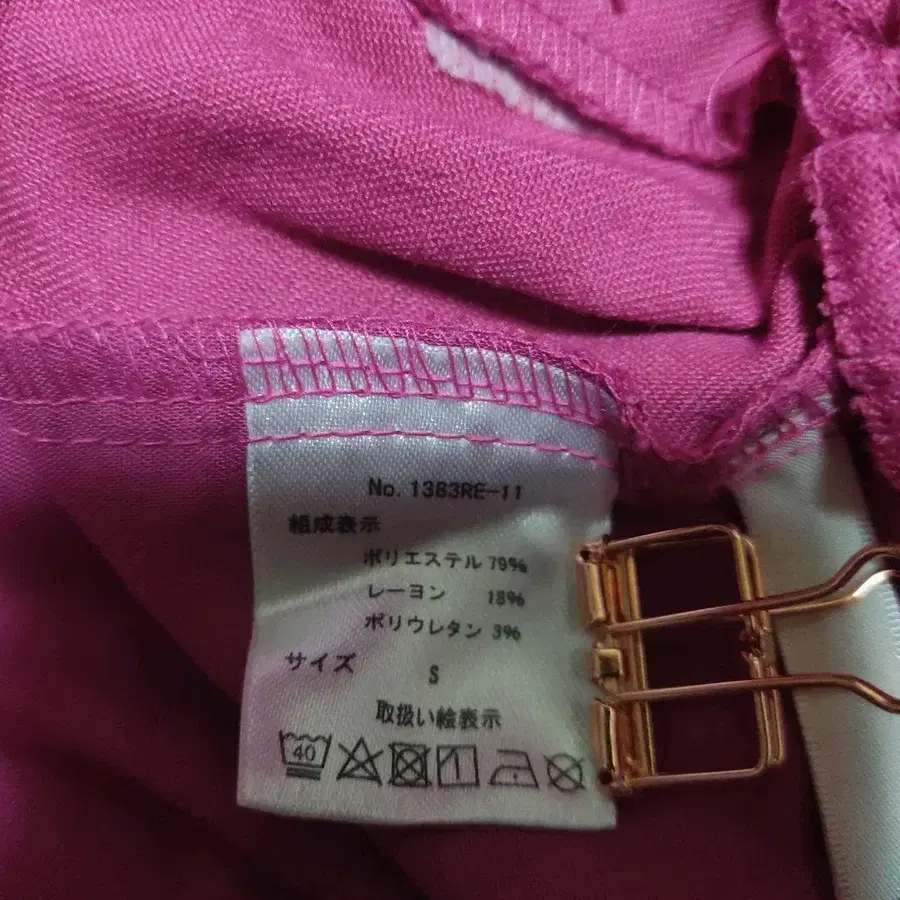 No. 1383RE-11
組成表示
ポリエステル 79%
レーヨン 18%
ポリウレタン 3%
サイズ S
取扱い絵表示
40